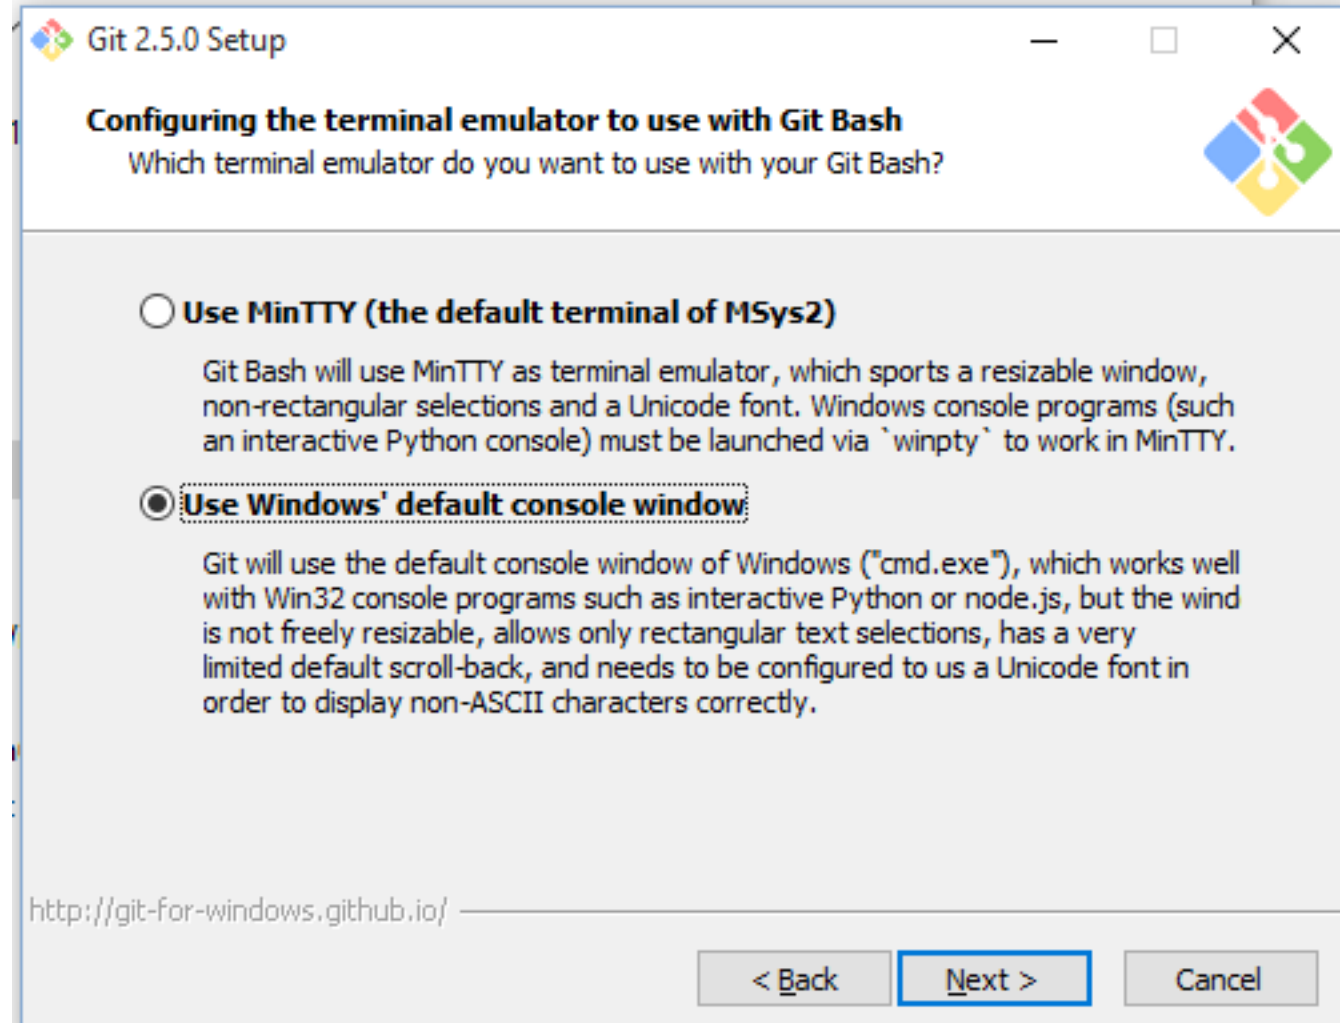 Git 2.5.0 Setup
Configuring the terminal emulator to use with Git Bash
Which terminal emulator do you want to use with your Git Bash?
Use MinTTY (the default terminal of MSys2)
Git Bash will use MinTTY as terminal emulator, which sports a resizable window,
non-rectangular selections and a Unicode font. Windows console programs (such
an interactive Python console) must be launched via `winpty` to work in MinTTY.
Use Windows' default console window
Git will use the default console window of Windows ("cmd.exe"), which works well
with Win32 console programs such as interactive Python or node.js, but the wind
is not freely resizable, allows only rectangular text selections, has a very
limited default scroll-back, and needs to be configured to us a Unicode font in
order to display non-ASCII characters correctly.
http://git-for-windows.github.io/
< Back
Next >
Cancel